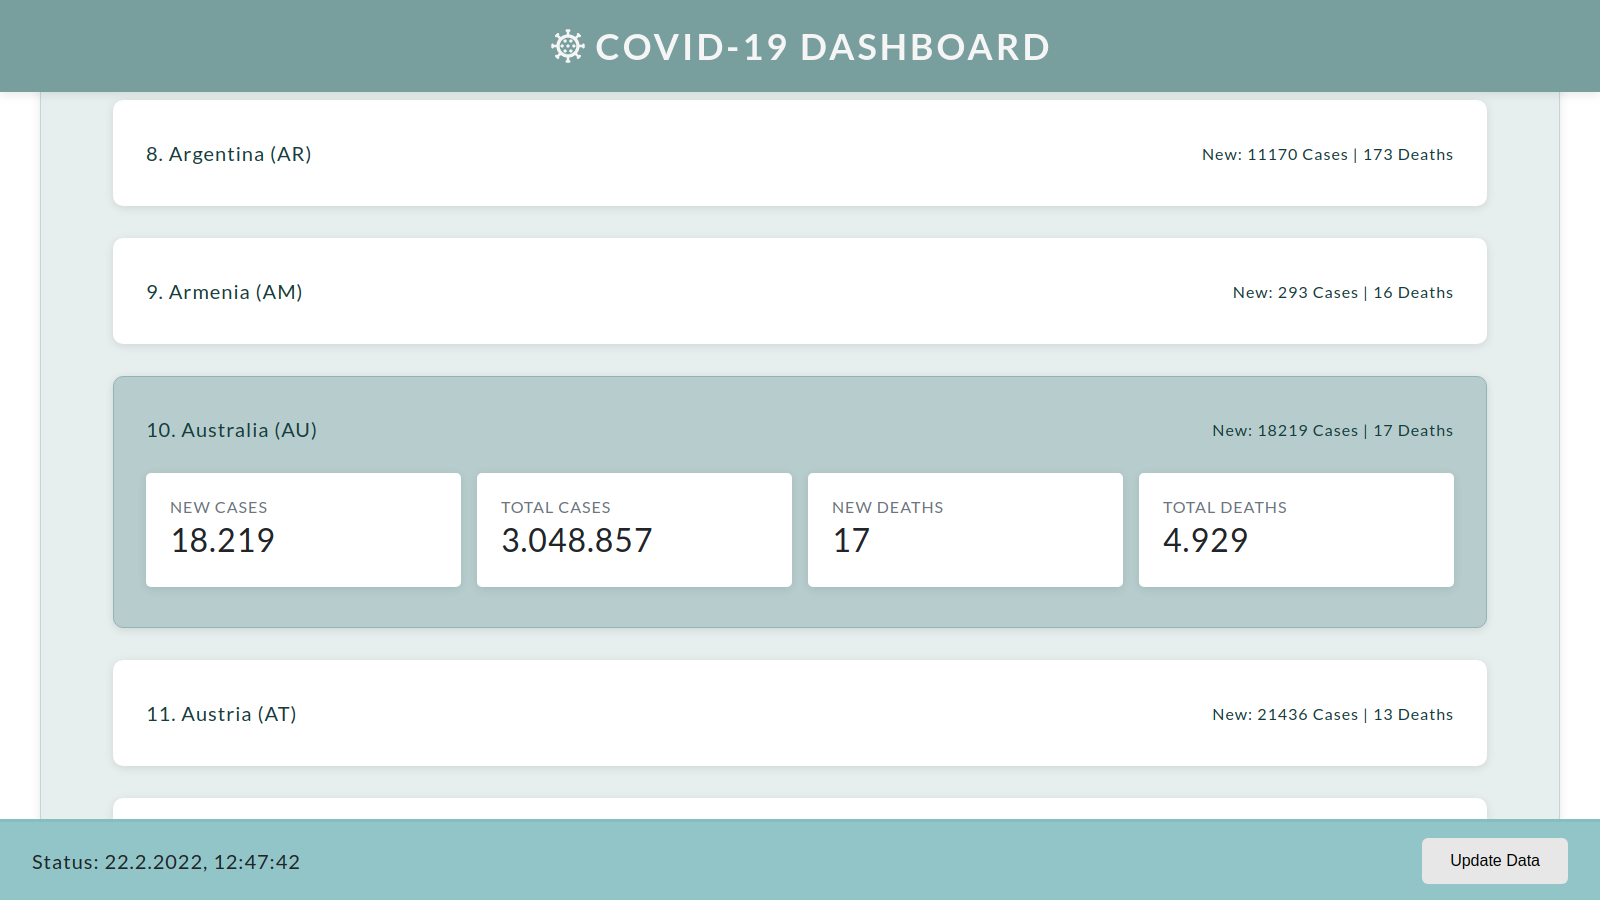 COVID-19 DASHBOARD
8. Argentina (AR) New: 11170 Cases | 173 Deaths
9. Armenia (AM) New: 293 Cases | 16 Deaths
10. Australia (AU) New: 18219 Cases | 17 Deaths
NEW CASES TOTAL CASES NEW DEATHS TOTAL DEATHS
18.219 3.048.857 17 4.929
11. Austria (AT) New: 21436 Cases | 13 Deaths
Status: 22.2.2022, 12:47:42 Update Data